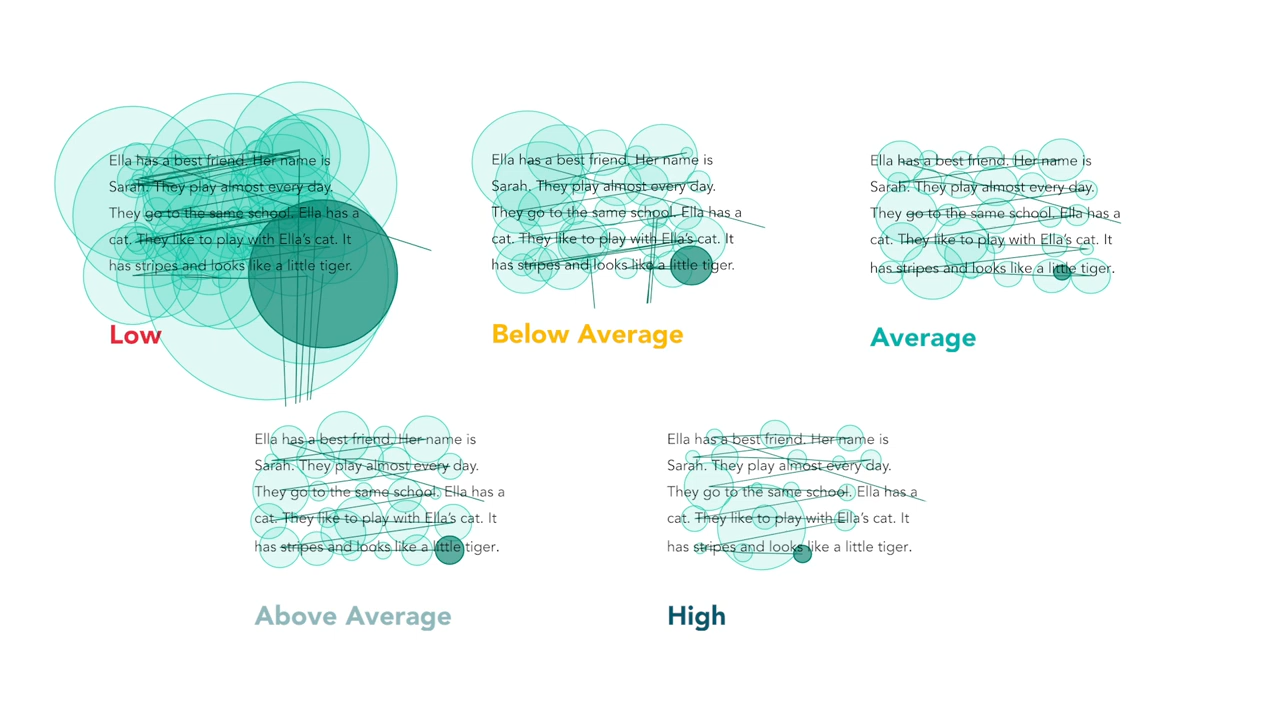 Ella has a best friend. Her name is
Sarah. They play almost every day.
They go to the same school. Ella has a
cat. They like to play with Ella's cat. It
has stripes and looks like a little tiger.
Low
Ella has a best friend. Her name is
Sarah. They play almost every day.
They go to the same school. Ella has a
cat. They like to play with Ella's cat. It
has stripes and looks like a little tiger.
Below Average
Ella has a best friend. Her name is
Sarah. They play almost every day.
They go to the same school. Ella has a
cat. They like to play with Ella's cat. It
has stripes and looks like a little tiger.
Average
Ella has a best friend. Her name is
Sarah. They play almost every day.
They go to the same school. Ella has a
cat. They like to play with Ella's cat. It
has stripes and looks like a little tiger.
Above Average
Ella has a best friend. Her name is
Sarah. They play almost every day.
They go to the same school. Ella has a
cat. They like to play with Ella's cat. It
has stripes and looks like a little tiger.
High